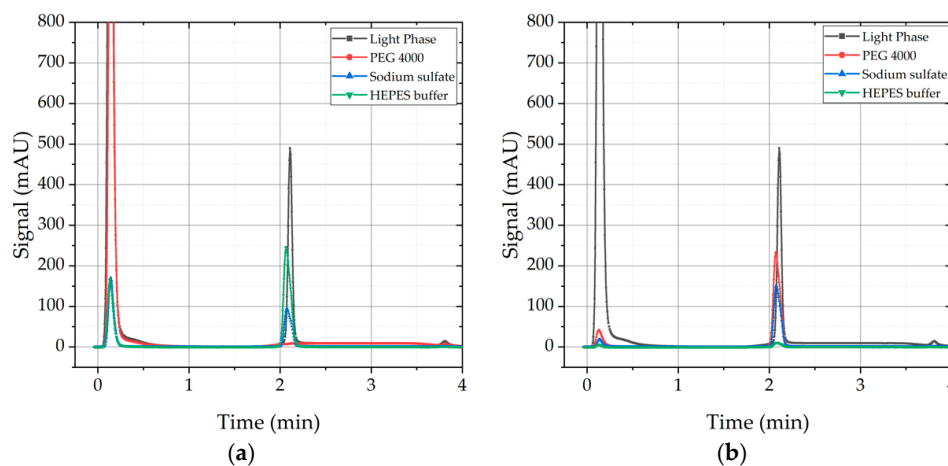 800
700
600
500
400
300
200
100
0
Signal (mAU)
Light Phase
PEG 4000
Sodium sulfate
HEPES buffer
0 1 2 3 4
Time (min)
(a)
800
700
600
500
400
300
200
100
0
Signal (mAU)
Light Phase
PEG 4000
Sodium sulfate
HEPES buffer
0 1 2 3 4
Time (min)
(b)